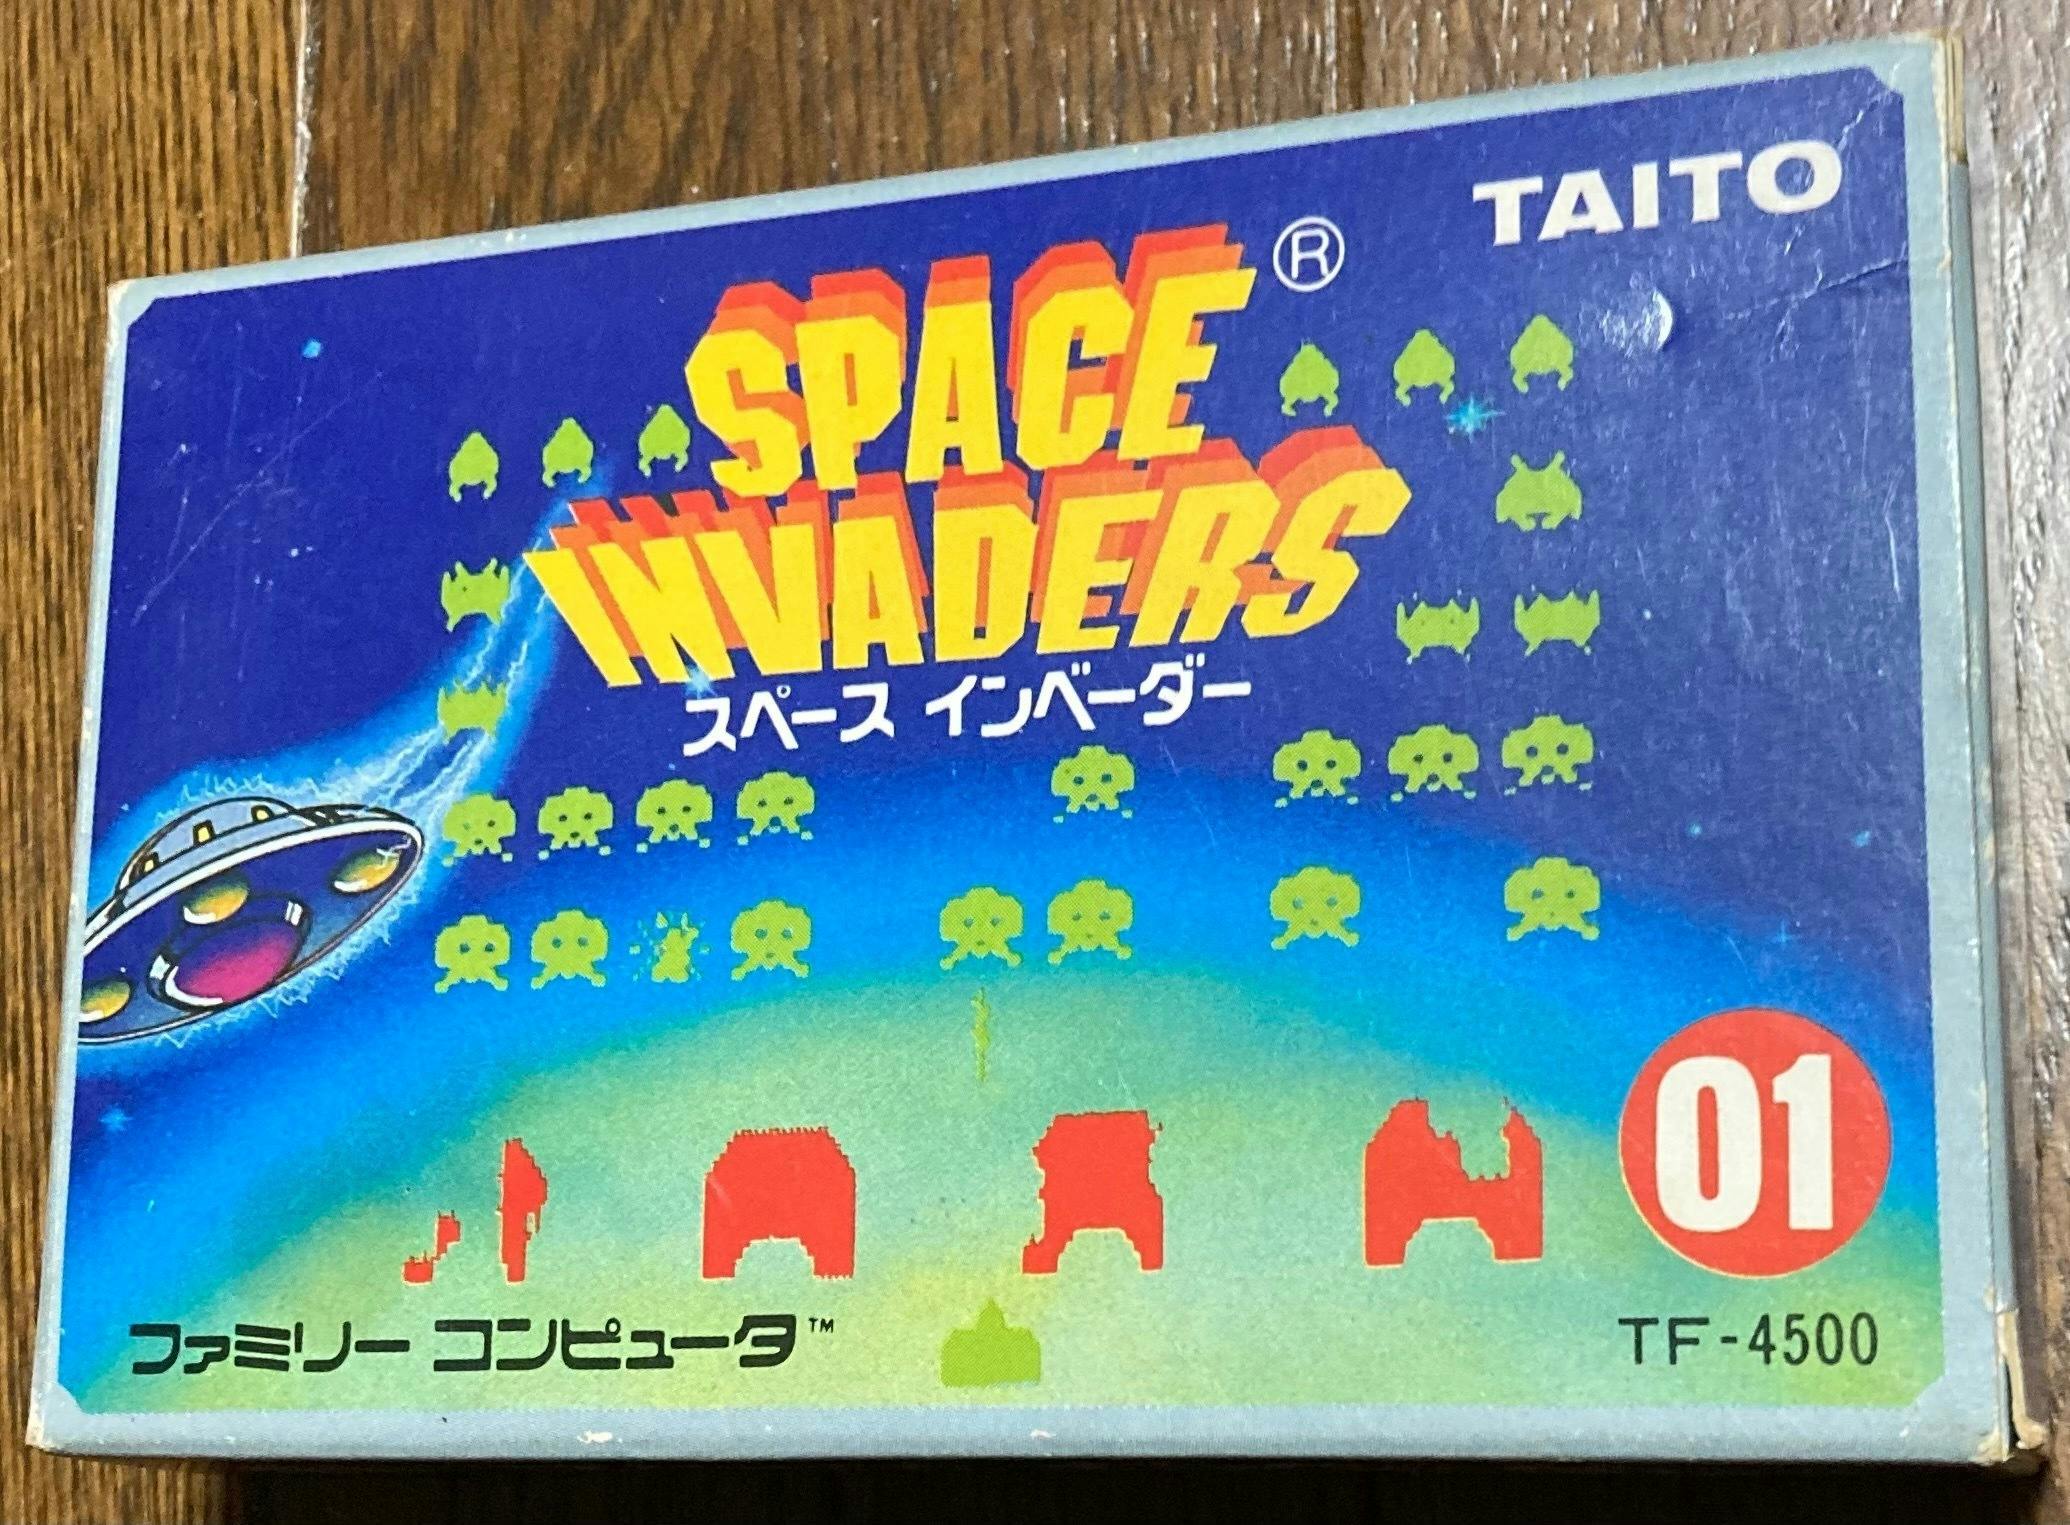 TAITO
SPACE ®
INVADERS
スペース インベーダー
01
ファミリー コンピュータ™
TF-4500